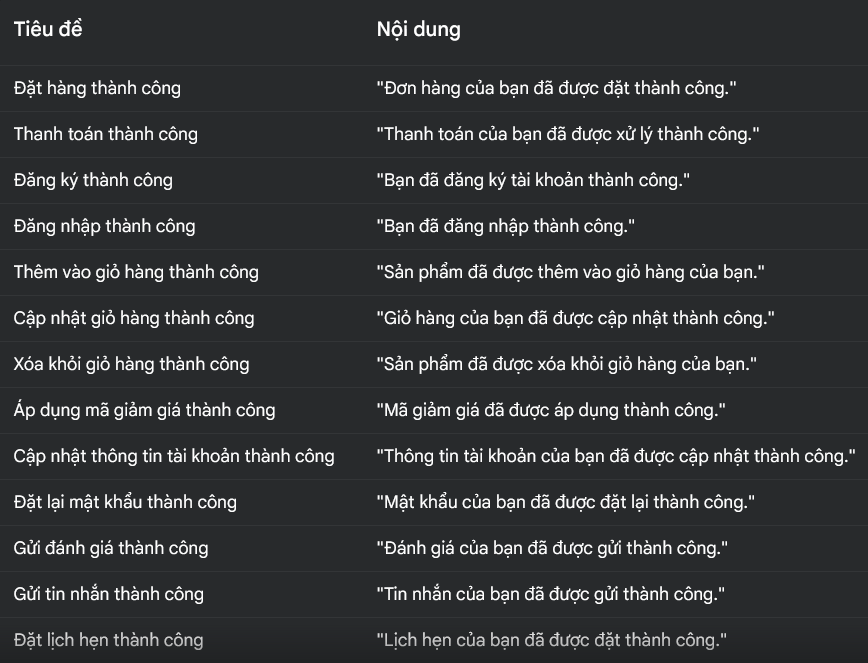 Tiêu đề Nội dung
Đặt hàng thành công "Đơn hàng của bạn đã được đặt thành công."
Thanh toán thành công "Thanh toán của bạn đã được xử lý thành công."
Đăng ký thành công "Bạn đã đăng ký tài khoản thành công."
Đăng nhập thành công "Bạn đã đăng nhập thành công."
Thêm vào giỏ hàng thành công "Sản phẩm đã được thêm vào giỏ hàng của bạn."
Cập nhật giỏ hàng thành công "Giỏ hàng của bạn đã được cập nhật thành công."
Xóa khỏi giỏ hàng thành công "Sản phẩm đã được xóa khỏi giỏ hàng của bạn."
Áp dụng mã giảm giá thành công "Mã giảm giá đã được áp dụng thành công."
Cập nhật thông tin tài khoản thành công "Thông tin tài khoản của bạn đã được cập nhật thành công."
Đặt lại mật khẩu thành công "Mật khẩu của bạn đã được đặt lại thành công."
Gửi đánh giá thành công "Đánh giá của bạn đã được gửi thành công."
Gửi tin nhắn thành công "Tin nhắn của bạn đã được gửi thành công."
Đặt lịch hẹn thành công "Lịch hẹn của bạn đã được đặt thành công."